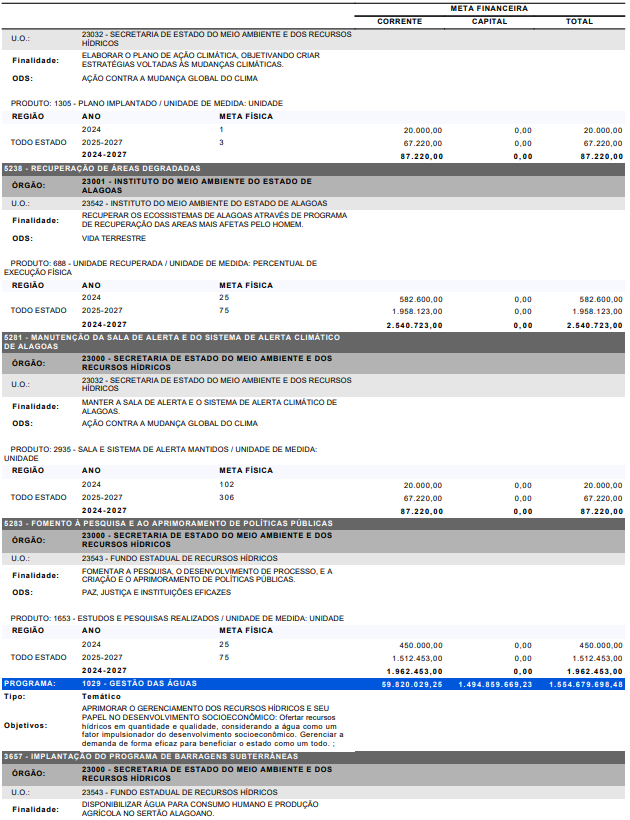 META FINANCEIRA
CORRENTE CAPITAL TOTAL
U.O.: 23032 - SECRETARIA DE ESTADO DO MEIO AMBIENTE E DOS RECURSOS
HÍDRICOS
Finalidade: ELABORAR O PLANO DE AÇÃO CLIMÁTICA, OBJETIVANDO CRIAR
ESTRATÉGIAS VOLTADAS ÀS MUDANÇAS CLIMÁTICAS.
ODS: AÇÃO CONTRA A MUDANÇA GLOBAL DO CLIMA
PRODUTO: 1305 - PLANO IMPLANTADO / UNIDADE DE MEDIDA: UNIDADE
REGIÃO ANO META FÍSICA
2024 1 20.000,00 0,00 20.000,00
TODO ESTADO 2025-2027 3 67.220,00 0,00 67.220,00
2024-2027 87.220,00 0,00 87.220,00
5238 - RECUPERAÇÃO DE ÁREAS DEGRADADAS
ÓRGÃO: 23001 - INSTITUTO DO MEIO AMBIENTE DO ESTADO DE
ALAGOAS
U.O.: 23542 - INSTITUTO DO MEIO AMBIENTE DO ESTADO DE ALAGOAS
Finalidade: RECUPERAR OS ECOSSISTEMAS DE ALAGOAS ATRAVÉS DE PROGRAMA
DE RECUPERAÇÃO DAS AREAS MAIS AFETAS PELO HOMEM.
ODS: VIDA TERRESTRE
PRODUTO: 688 - UNIDADE RECUPERADA / UNIDADE DE MEDIDA: PERCENTUAL DE
EXECUÇÃO FÍSICA
REGIÃO ANO META FÍSICA
2024 25 582.600,00 0,00 582.600,00
TODO ESTADO 2025-2027 75 1.958.123,00 0,00 1.958.123,00
2024-2027 2.540.723,00 0,00 2.540.723,00
5281 - MANUTENÇÃO DA SALA DE ALERTA E DO SISTEMA DE ALERTA CLIMÁTICO
DE ALAGOAS
ÓRGÃO: 23000 - SECRETARIA DE ESTADO DO MEIO AMBIENTE E DOS
RECURSOS HÍDRICOS
U.O.: 23032 - SECRETARIA DE ESTADO DO MEIO AMBIENTE E DOS RECURSOS
HÍDRICOS
Finalidade: MANTER A SALA DE ALERTA E O SISTEMA DE ALERTA CLIMÁTICO DE
ALAGOAS.
ODS: AÇÃO CONTRA A MUDANÇA GLOBAL DO CLIMA
PRODUTO: 2935 - SALA E SISTEMA DE ALERTA MANTIDOS / UNIDADE DE MEDIDA:
UNIDADE
REGIÃO ANO META FÍSICA
2024 102 20.000,00 0,00 20.000,00
TODO ESTADO 2025-2027 306 67.220,00 0,00 67.220,00
2024-2027 87.220,00 0,00 87.220,00
5283 - FOMENTO À PESQUISA E AO APRIMORAMENTO DE POLÍTICAS PÚBLICAS
ÓRGÃO: 23000 - SECRETARIA DE ESTADO DO MEIO AMBIENTE E DOS
RECURSOS HÍDRICOS
U.O.: 23543 - FUNDO ESTADUAL DE RECURSOS HÍDRICOS
Finalidade: FOMENTAR A PESQUISA, O DESENVOLVIMENTO DE PROCESSO, E A
CRIAÇÃO E O APRIMORAMENTO DE POLÍTICAS PÚBLICAS.
ODS: PAZ, JUSTIÇA E INSTITUIÇÕES EFICAZES
PRODUTO: 1653 - ESTUDOS E PESQUISAS REALIZADOS / UNIDADE DE MEDIDA: UNIDADE
REGIÃO ANO META FÍSICA
2024 25 450.000,00 0,00 450.000,00
TODO ESTADO 2025-2027 75 1.512.453,00 0,00 1.512.453,00
2024-2027 1.962.453,00 0,00 1.962.453,00
PROGRAMA: 1029 - GESTÃO DAS ÁGUAS 59.820.029,25 1.494.859.669,23 1.554.679.698,48
Tipo: Temático
Objetivos: APRIMORAR O GERENCIAMENTO DOS RECURSOS HÍDRICOS E SEU
PAPEL NO DESENVOLVIMENTO SOCIOECONÔMICO: Ofertar recursos
hídricos em quantidade e qualidade, considerando a água como um
fator impulsionador do desenvolvimento socioeconômico. Gerenciar a
demanda de forma eficaz para beneficiar o estado como um todo. ;
3657 - IMPLANTAÇÃO DO PROGRAMA DE BARRAGENS SUBTERRÂNEAS
ÓRGÃO: 23000 - SECRETARIA DE ESTADO DO MEIO AMBIENTE E DOS
RECURSOS HÍDRICOS
U.O.: 23543 - FUNDO ESTADUAL DE RECURSOS HÍDRICOS
Finalidade: DISPONIBILIZAR ÁGUA PARA CONSUMO HUMANO E PRODUÇÃO
AGRÍCOLA NO SERTÃO ALAGOANO.